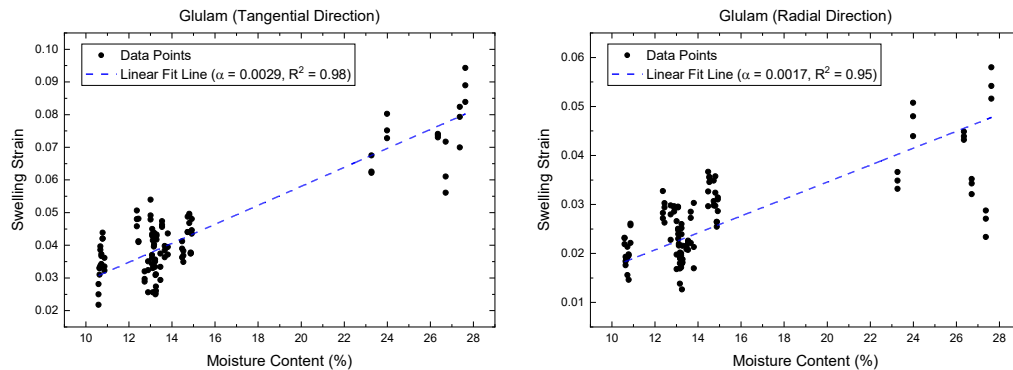 Glulam (Tangential Direction)
0.10
0.09
0.08
0.07
0.06
0.05
0.04
0.03
0.02
Swelling Strain
Data Points
Linear Fit Line (α = 0.0029, R² = 0.98)
10 12 14 16 18 20 22 24 26 28
Moisture Content (%)
Glulam (Radial Direction)
0.06
0.05
0.04
0.03
0.02
0.01
Swelling Strain
Data Points
Linear Fit Line (α = 0.0017, R² = 0.95)
10 12 14 16 18 20 22 24 26 28
Moisture Content (%)